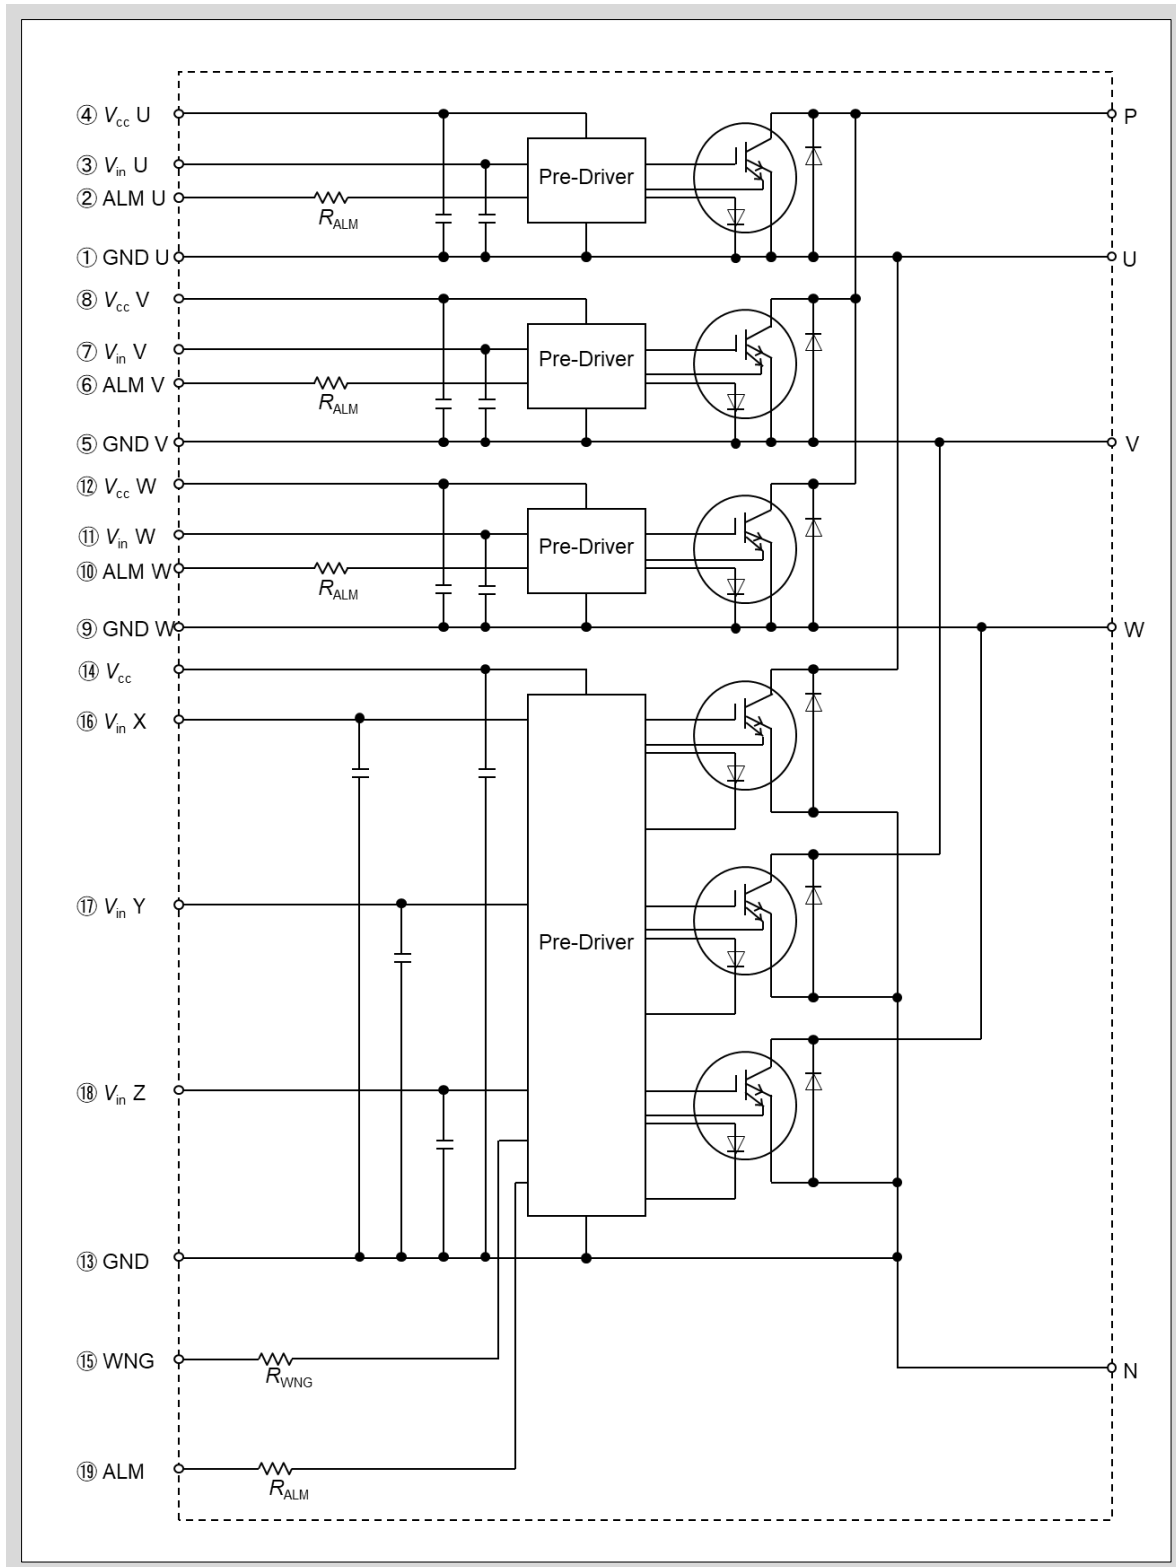 ④ Vcc U
P
③ Vin U
Pre-Driver
② ALM U
RALM
① GND U
U
⑧ Vcc V
⑦ Vin V
Pre-Driver
⑥ ALM V
RALM
⑤ GND V
V
⑫ Vcc W
⑪ Vin W
Pre-Driver
⑩ ALM W
RALM
⑨ GND W
W
⑭ Vcc
⑯ Vin X
⑰ Vin Y
Pre-Driver
⑱ Vin Z
⑬ GND
⑮ WNG
RWNG
N
⑲ ALM
RALM